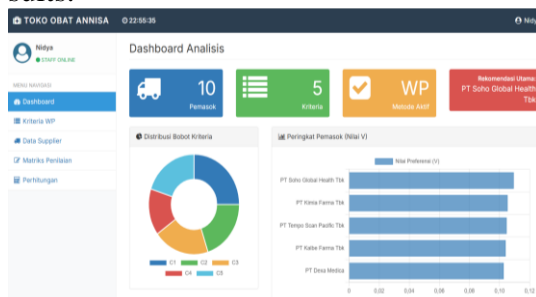 TOKO OBAT ANNISA
22:55:35
Nidya
Nidya
STAFF ONLINE
MENU NAVIGASI
Dashboard
Kriteria WP
Data Supplier
Matriks Penilaian
Perhitungan
Dashboard Analisis
10
Pemasok
5
Kriteria
WP
Metode Aktif
Rekomendasi Utama:
PT Soho Global Health
Tbk
Distribusi Bobot Kriteria
C1 C2 C3
C4 C5
Peringkat Pemasok (Nilai V)
Nilai Preferensi (V)
PT Soho Global Health Tbk
PT Kimia Farma Tbk
PT Tempo Scan Pacific Tbk
PT Kalbe Farma Tbk
PT Dexa Medica
0 0,02 0,04 0,06 0,08 0,10 0,12